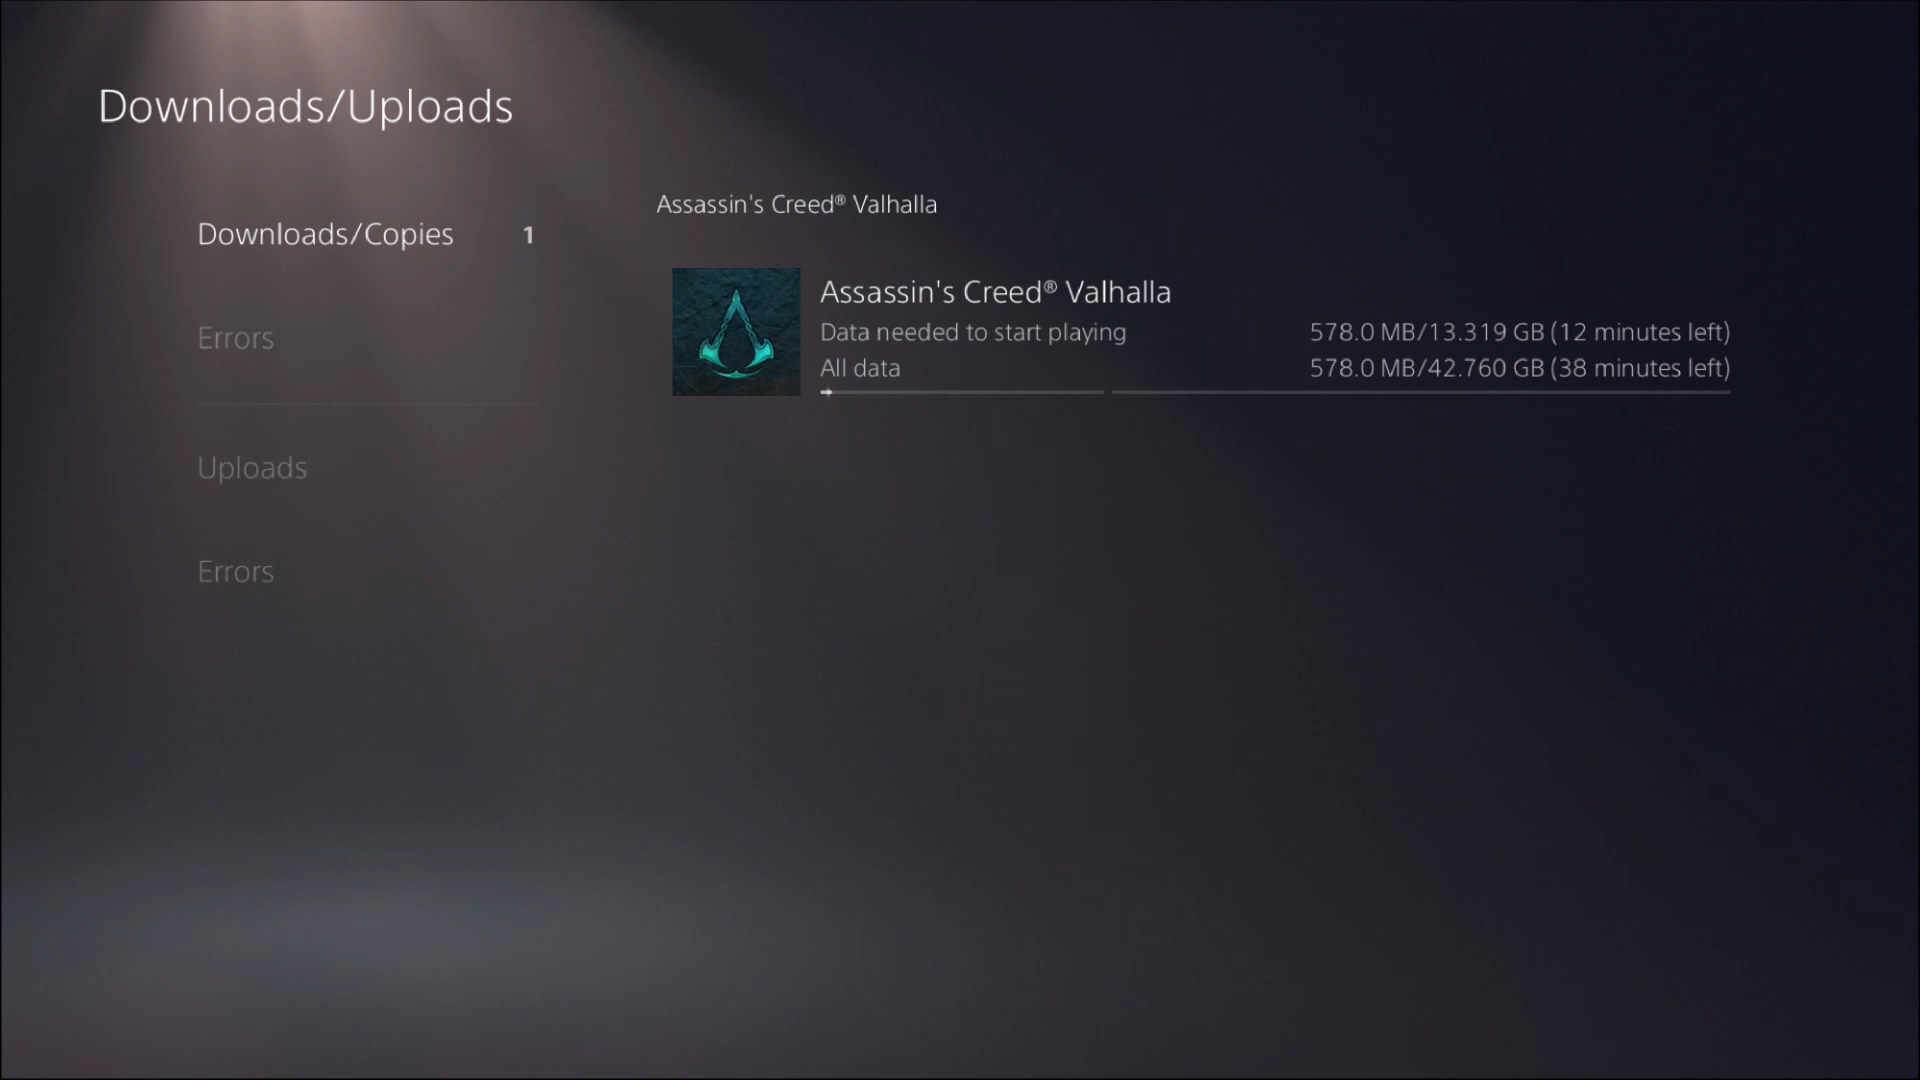 Downloads/Uploads
Downloads/Copies 1
Errors
Uploads
Errors
Assassin's Creed® Valhalla
Assassin's Creed® Valhalla
Data needed to start playing 578.0 MB/13.319 GB (12 minutes left)
All data 578.0 MB/42.760 GB (38 minutes left)